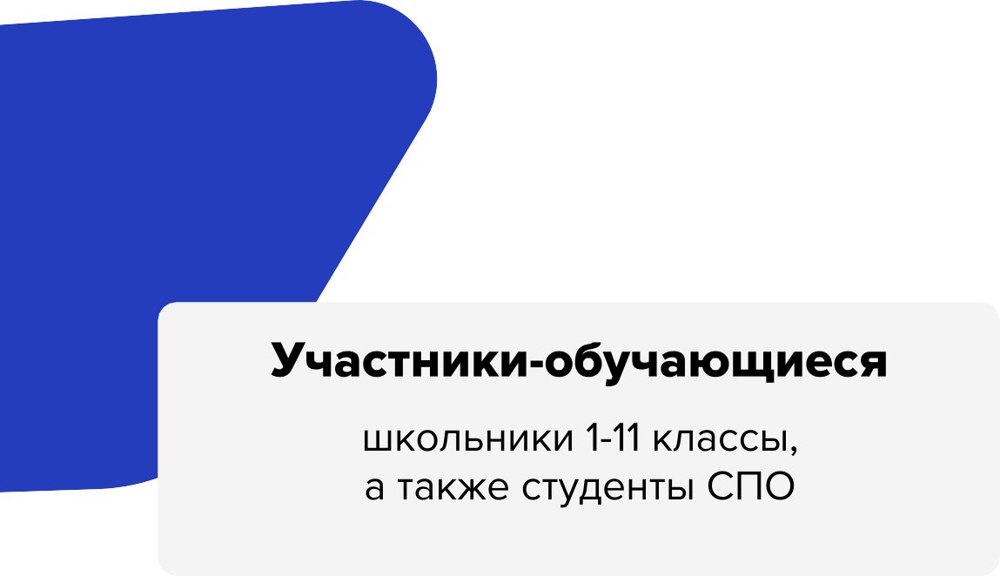 Участники-обучающиеся
школьники 1-11 классы,
а также студенты СПО